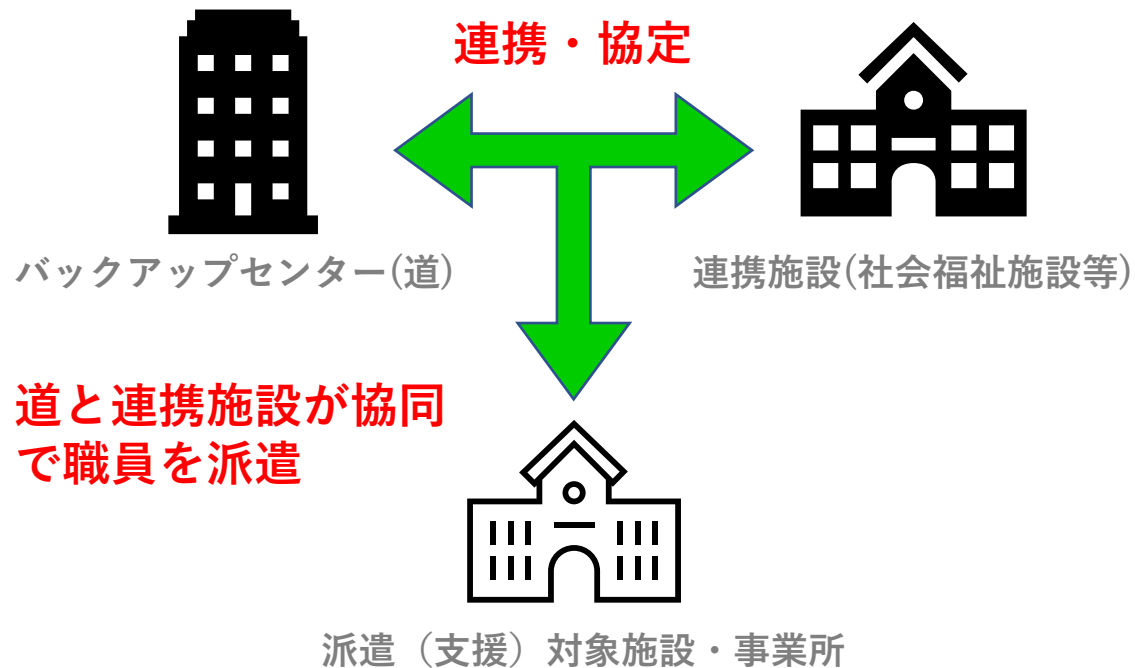 連携・協定
バックアップセンター(道)
連携施設(社会福祉施設等)
道と連携施設が協同
で職員を派遣
派遣（支援）対象施設・事業所